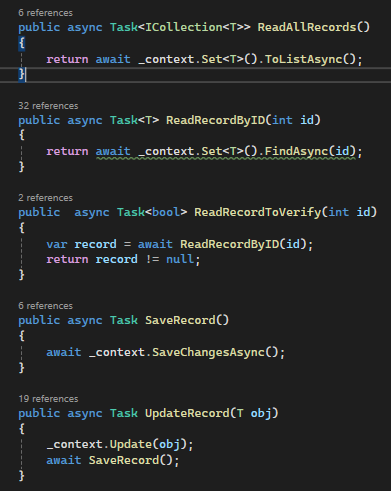 6 references
public async Task<ICollection<T>> ReadAllRecords()
{
    return await _context.Set<T>().ToListAsync();
}
32 references
public async Task<T> ReadRecordByID(int id)
{
    return await _context.Set<T>().FindAsync(id);
}
2 references
public  async Task<bool> ReadRecordToVerify(int id)
{
    var record = await ReadRecordByID(id);
    return record != null;
}
6 references
public async Task SaveRecord()
{
    await _context.SaveChangesAsync();
}
19 references
public async Task UpdateRecord(T obj)
{
    _context.Update(obj);
    await SaveRecord();
}